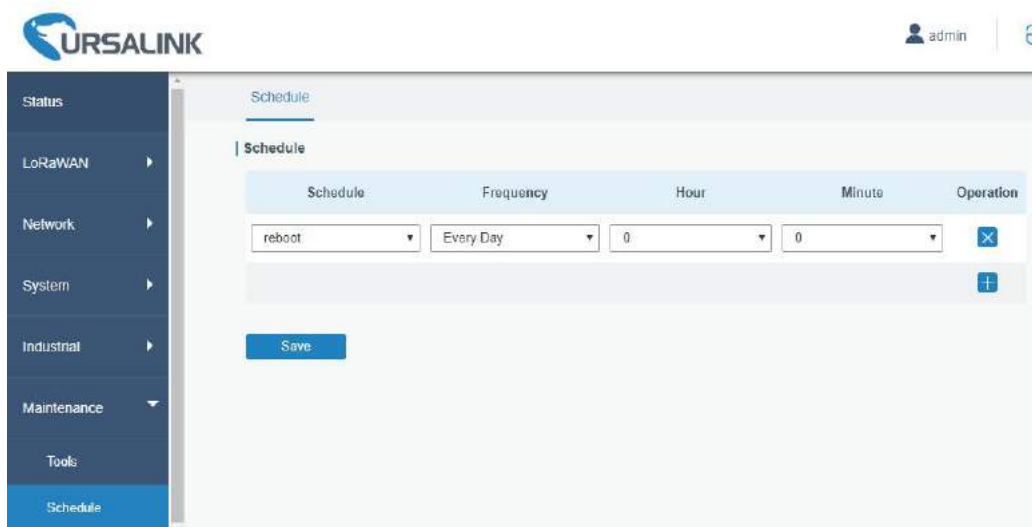 URSALINK
admin
Status
LoRaWAN
Network
System
Industrial
Maintenance
Tools
Schedule
Schedule
Schedule
Schedule Frequency Hour Minute Operation
reboot Every Day 0 0
Save